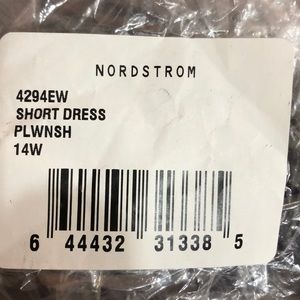 NORDSTROM
4294EW
SHORT DRESS
PLWNSH
14W
6 44432 31338 5